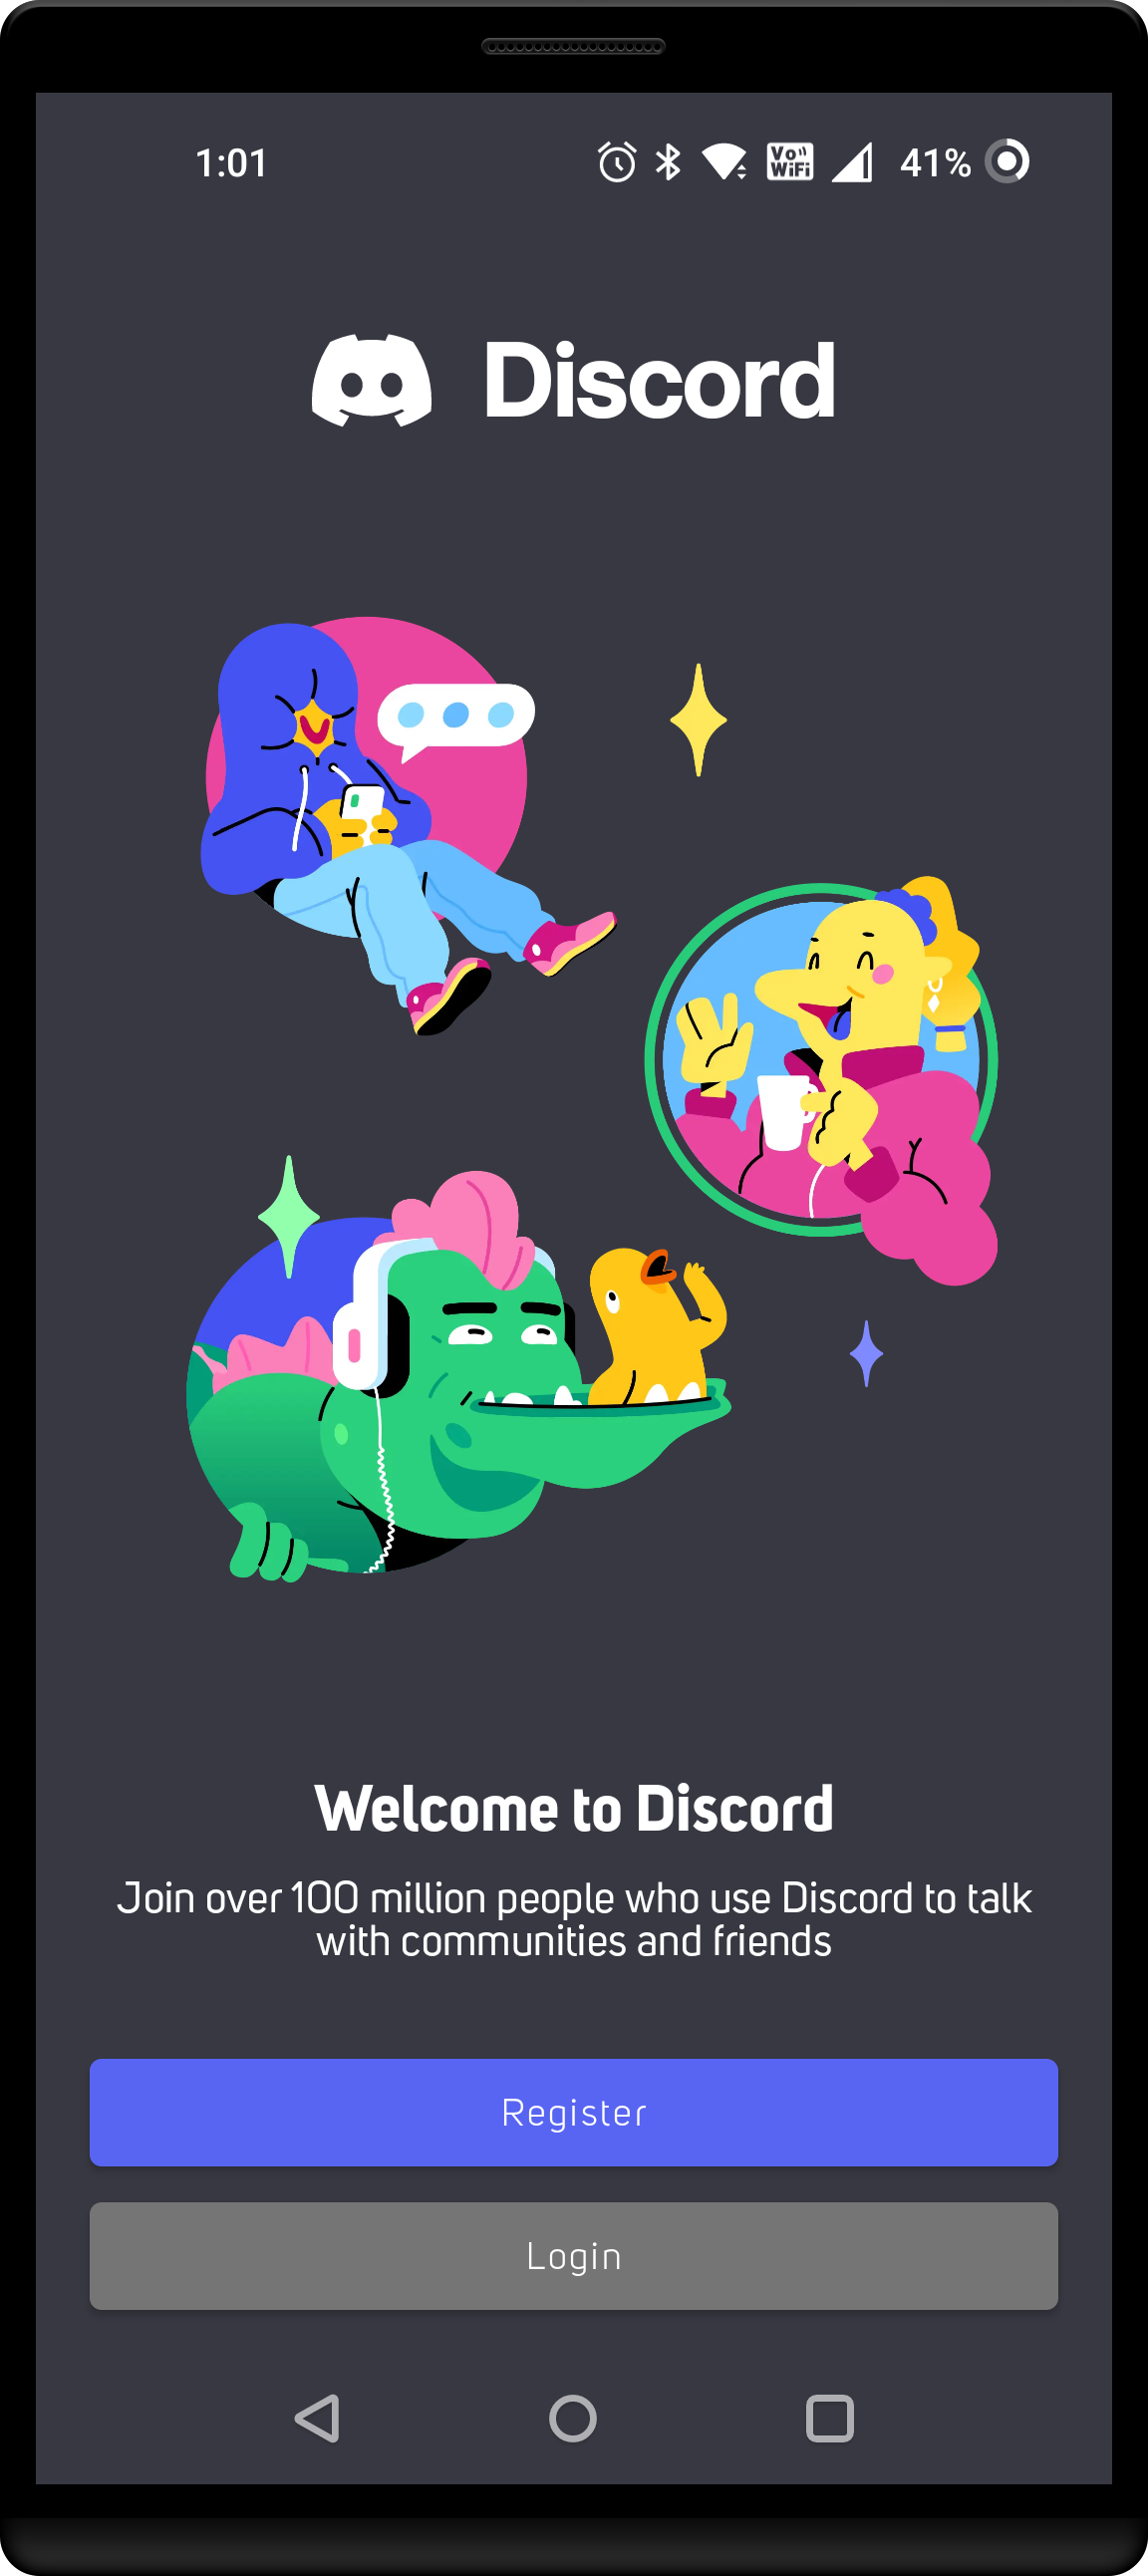 1:01 Vo WiFi 41%
Discord
Welcome to Discord
Join over 100 million people who use Discord to talk
with communities and friends
Register
Login